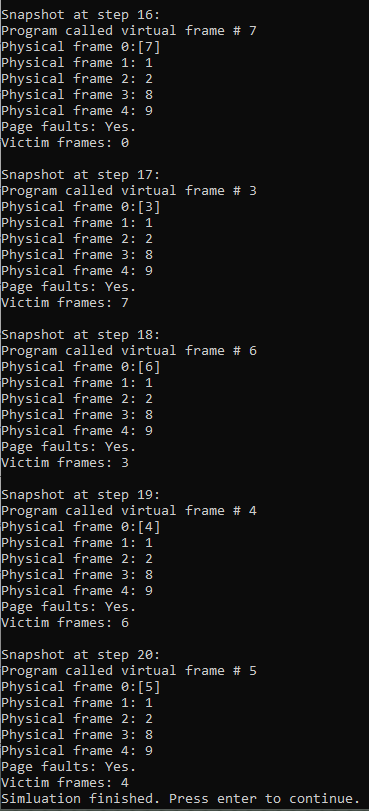 Snapshot at step 16:
Program called virtual frame # 7
Physical frame 0:[7]
Physical frame 1: 1
Physical frame 2: 2
Physical frame 3: 8
Physical frame 4: 9
Page faults: Yes.
Victim frames: 0
Snapshot at step 17:
Program called virtual frame # 3
Physical frame 0:[3]
Physical frame 1: 1
Physical frame 2: 2
Physical frame 3: 8
Physical frame 4: 9
Page faults: Yes.
Victim frames: 7
Snapshot at step 18:
Program called virtual frame # 6
Physical frame 0:[6]
Physical frame 1: 1
Physical frame 2: 2
Physical frame 3: 8
Physical frame 4: 9
Page faults: Yes.
Victim frames: 3
Snapshot at step 19:
Program called virtual frame # 4
Physical frame 0:[4]
Physical frame 1: 1
Physical frame 2: 2
Physical frame 3: 8
Physical frame 4: 9
Page faults: Yes.
Victim frames: 6
Snapshot at step 20:
Program called virtual frame # 5
Physical frame 0:[5]
Physical frame 1: 1
Physical frame 2: 2
Physical frame 3: 8
Physical frame 4: 9
Page faults: Yes.
Victim frames: 4
Simluation finished. Press enter to continue.